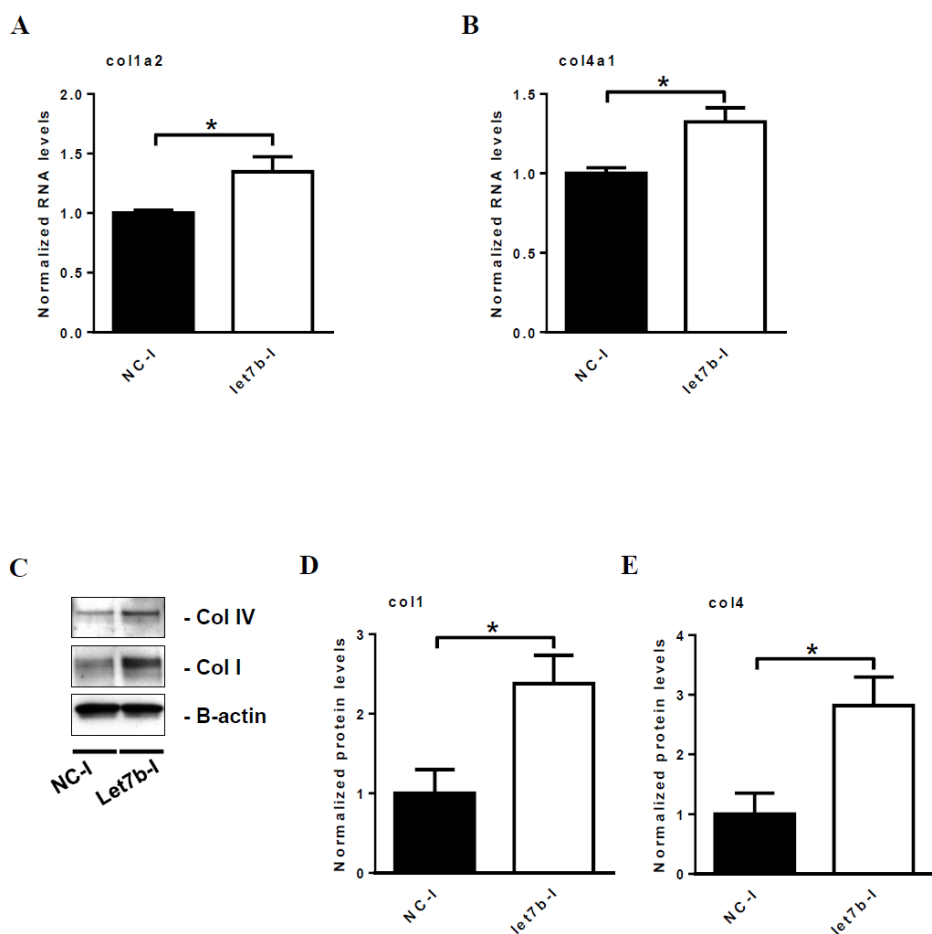 A
col1a2
Normalized RNA levels
2.0
1.5
1.0
0.5
0.0
*
NC-I
let7b-I
B
col4a1
Normalized RNA levels
1.5
1.0
0.5
0.0
*
NC-I
let7b-I
C
- Col IV
- Col I
- B-actin
NC-I
Let7b-I
D
col1
Normalized protein levels
3
2
1
0
*
NC-I
let7b-I
E
col4
Normalized protein levels
4
3
2
1
0
*
NC-I
let7b-I